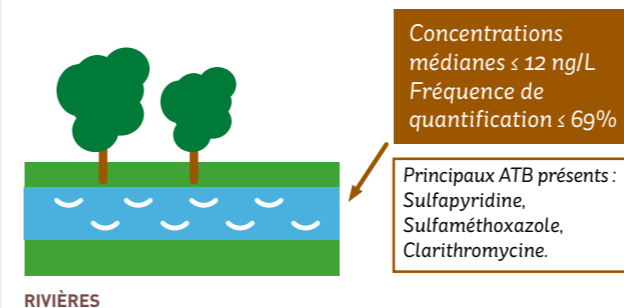 Concentrations
médianes ≤ 12 ng/L
Fréquence de
quantification ≤ 69%
Principaux ATB présents :
Sulfapyridine,
Sulfaméthoxazole,
Clarithromycine.
RIVIÈRES